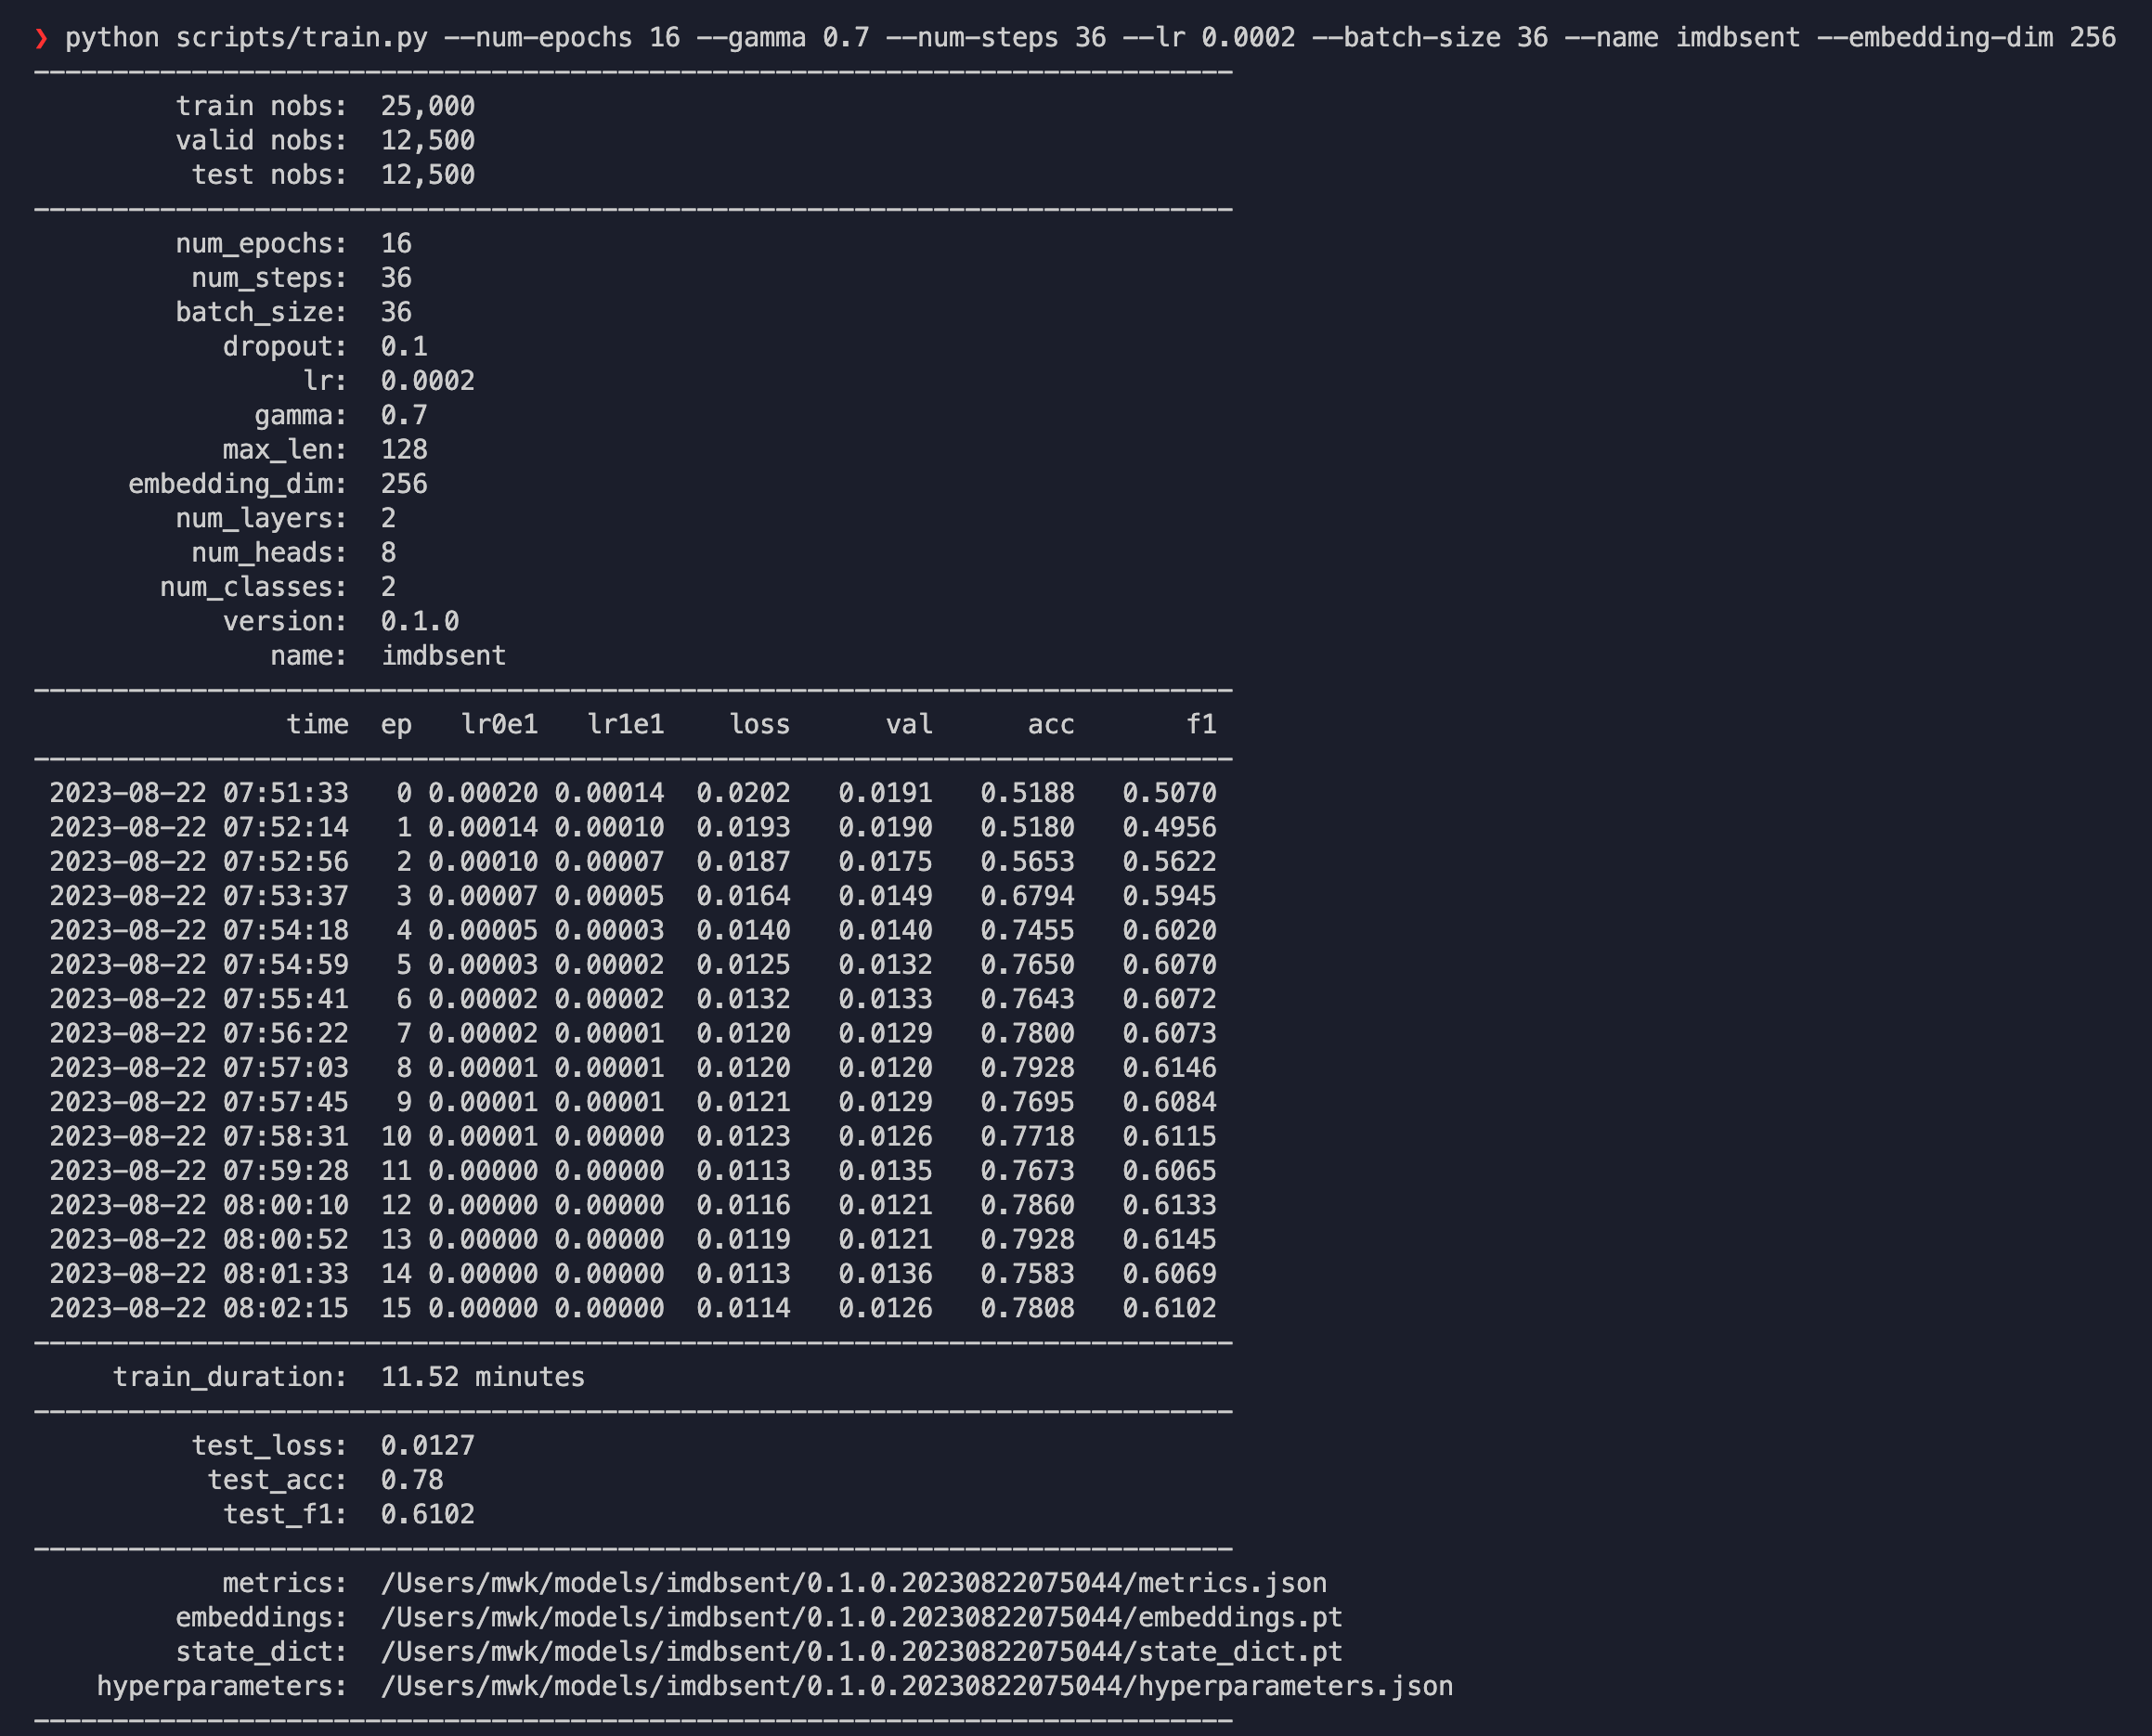 ❯ python scripts/train.py --num-epochs 16 --gamma 0.7 --num-steps 36 --lr 0.0002 --batch-size 36 --name imdbsent --embedding-dim 256
train nobs: 25,000
valid nobs: 12,500
test nobs: 12,500
num_epochs: 16
num_steps: 36
batch_size: 36
dropout: 0.1
lr: 0.0002
gamma: 0.7
max_len: 128
embedding_dim: 256
num_layers: 2
num_heads: 8
num_classes: 2
version: 0.1.0
name: imdbsent
time ep lr0e1 lr1e1 loss val acc f1
2023-08-22 07:51:33 0 0.00020 0.00014 0.0202 0.0191 0.5188 0.5070
2023-08-22 07:52:14 1 0.00014 0.00010 0.0193 0.0190 0.5180 0.4956
2023-08-22 07:52:56 2 0.00010 0.00007 0.0187 0.0175 0.5653 0.5622
2023-08-22 07:53:37 3 0.00007 0.00005 0.0164 0.0149 0.6794 0.5945
2023-08-22 07:54:18 4 0.00005 0.00003 0.0140 0.0140 0.7455 0.6020
2023-08-22 07:54:59 5 0.00003 0.00002 0.0125 0.0132 0.7650 0.6070
2023-08-22 07:55:41 6 0.00002 0.00002 0.0132 0.0133 0.7643 0.6072
2023-08-22 07:56:22 7 0.00002 0.00001 0.0120 0.0129 0.7800 0.6073
2023-08-22 07:57:03 8 0.00001 0.00001 0.0120 0.0120 0.7928 0.6146
2023-08-22 07:57:45 9 0.00001 0.00001 0.0121 0.0129 0.7695 0.6084
2023-08-22 07:58:31 10 0.00001 0.00000 0.0123 0.0126 0.7718 0.6115
2023-08-22 07:59:28 11 0.00000 0.00000 0.0113 0.0135 0.7673 0.6065
2023-08-22 08:00:10 12 0.00000 0.00000 0.0116 0.0121 0.7860 0.6133
2023-08-22 08:00:52 13 0.00000 0.00000 0.0119 0.0121 0.7928 0.6145
2023-08-22 08:01:33 14 0.00000 0.00000 0.0113 0.0136 0.7583 0.6069
2023-08-22 08:02:15 15 0.00000 0.00000 0.0114 0.0126 0.7808 0.6102
train_duration: 11.52 minutes
test_loss: 0.0127
test_acc: 0.78
test_f1: 0.6102
metrics: /Users/mwk/models/imdbsent/0.1.0.20230822075044/metrics.json
embeddings: /Users/mwk/models/imdbsent/0.1.0.20230822075044/embeddings.pt
state_dict: /Users/mwk/models/imdbsent/0.1.0.20230822075044/state_dict.pt
hyperparameters: /Users/mwk/models/imdbsent/0.1.0.20230822075044/hyperparameters.json